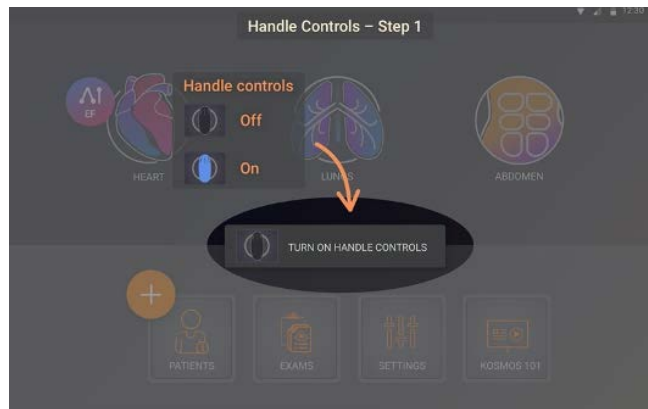 12:30
Handle Controls – Step 1
Handle controls
Off
On
AI
EF
HEART
LUNGS
ABDOMEN
TURN ON HANDLE CONTROLS
PATIENTS
EXAMS
SETTINGS
KOSMOS 101